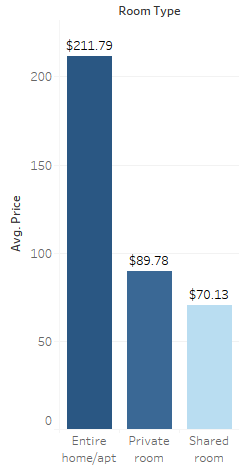 Room Type
$211.79
200
150
Avg. Price
100
$89.78
$70.13
50
0
Entire
home/apt
Private
room
Shared
room